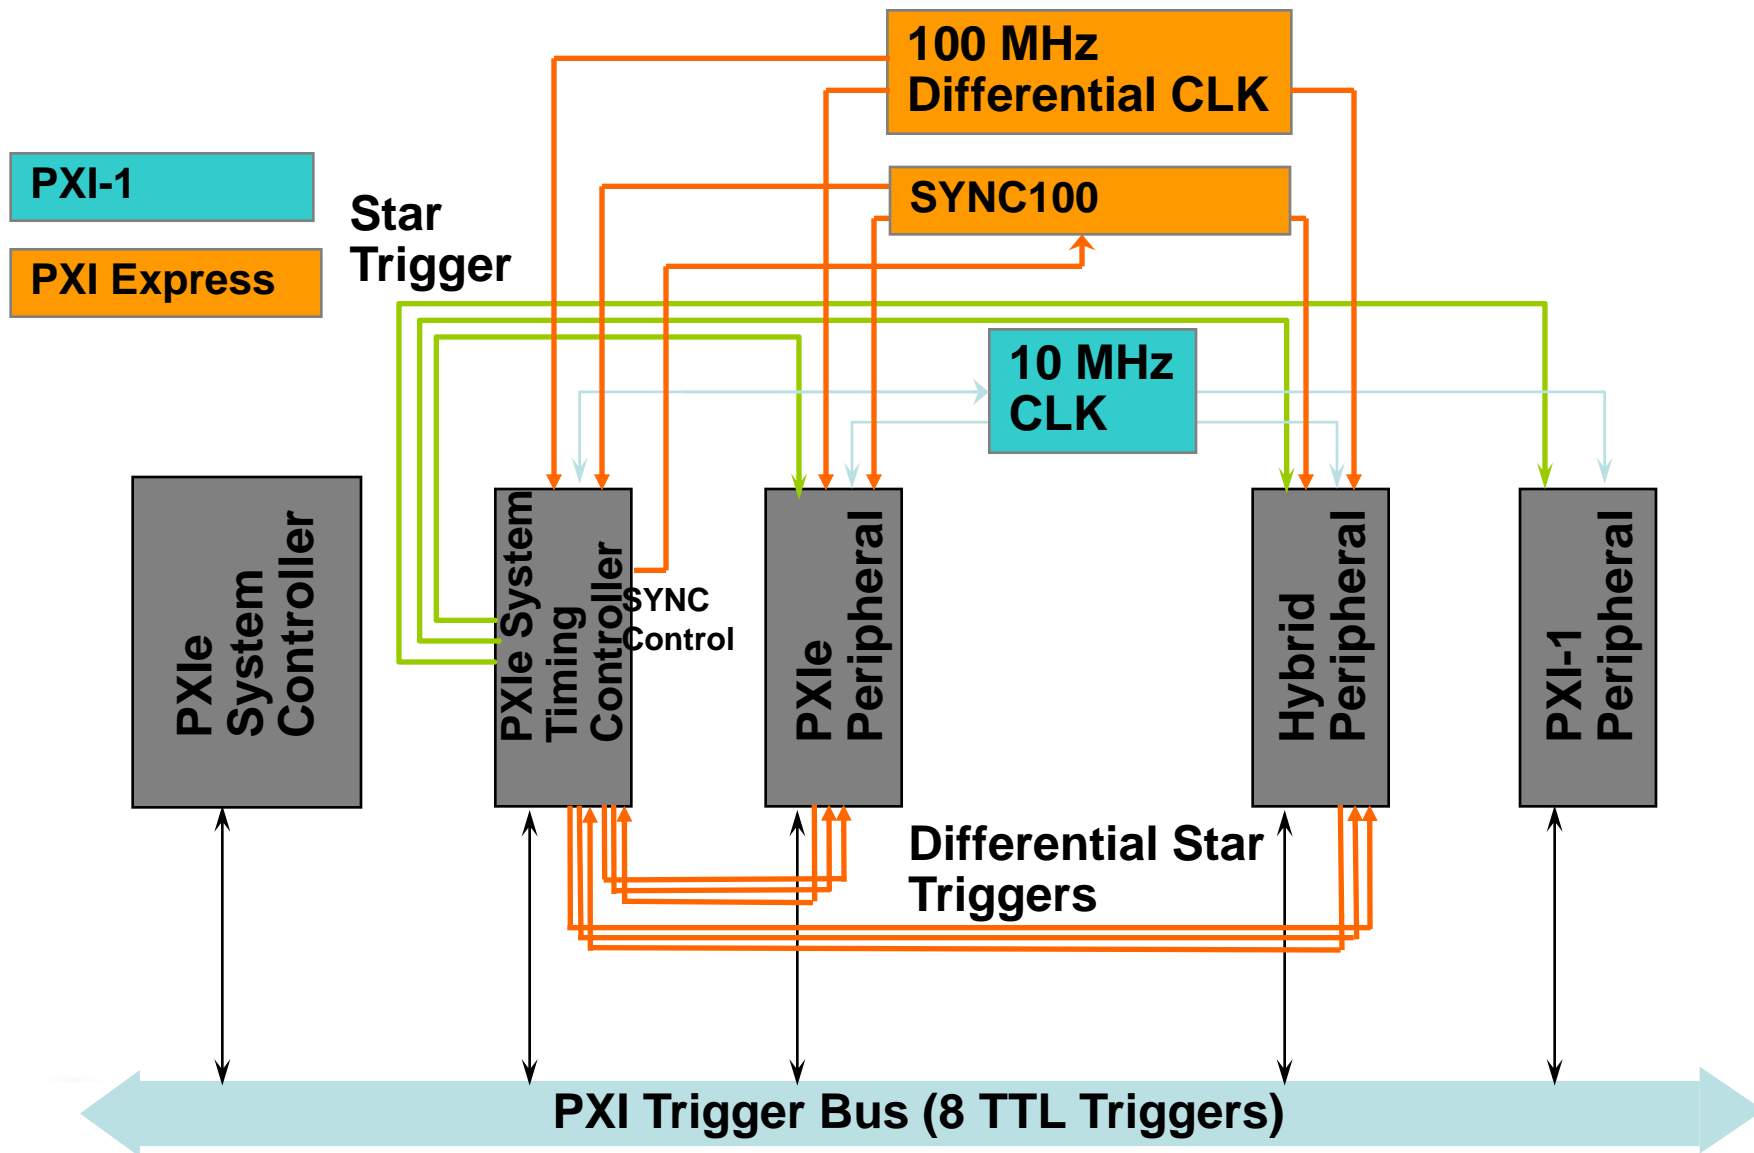 100 MHz
Differential CLK
PXI-1
SYNC100
Star
Trigger
PXI Express
10 MHz
CLK
PXIe
System
Controller
PXIe System
Timing
Controller
SYNC
Control
PXIe
Peripheral
Hybrid
Peripheral
PXI-1
Peripheral
Differential Star
Triggers
PXI Trigger Bus (8 TTL Triggers)